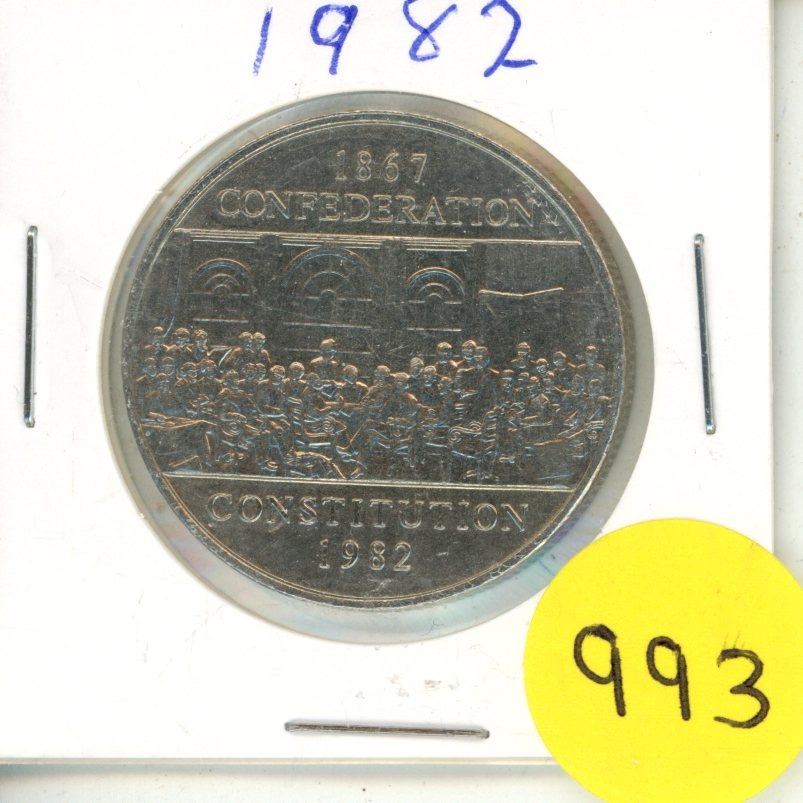 1982
1867
CONFEDERATION
CONSTITUTION
1982
993